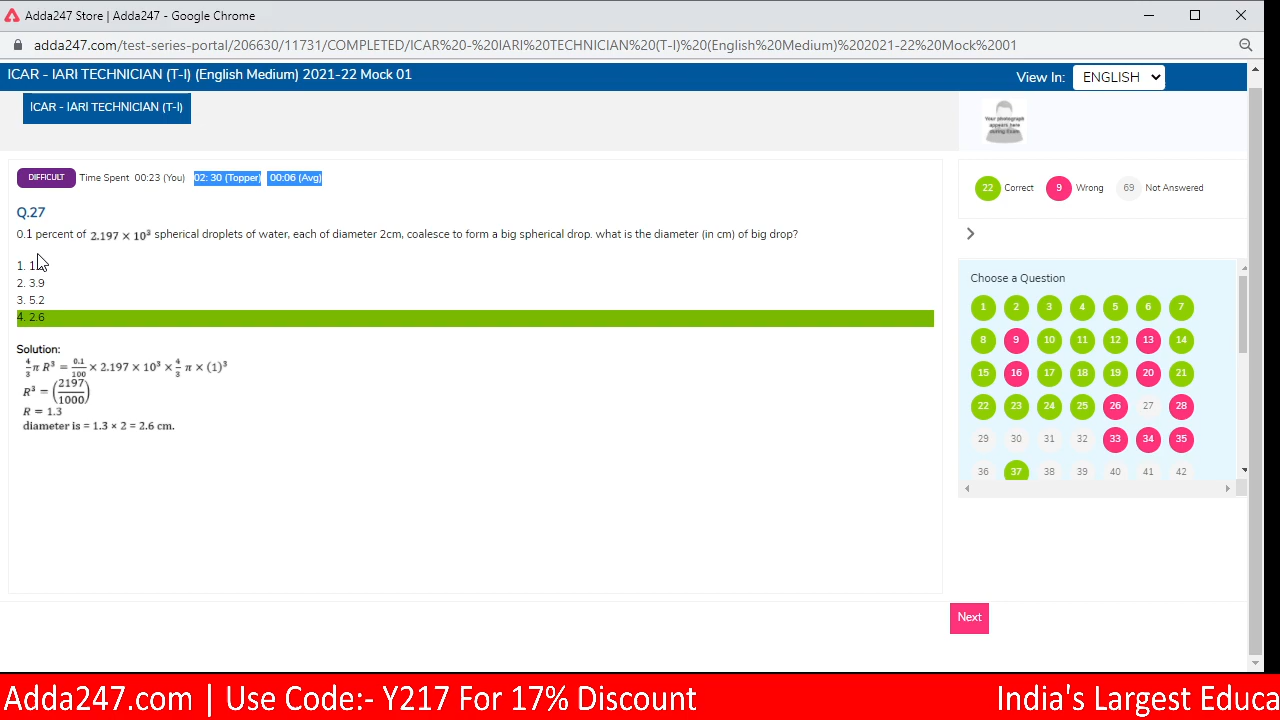 Adda247 Store | Adda247 - Google Chrome
adda247.com/test-series-portal/206630/11731/COMPLETED/ICAR%20-%20IARI%20TECHNICIAN%20(T-I)%20(English%20Medium)%202021-22%20Mock%2001
ICAR - IARI TECHNICIAN (T-I) (English Medium) 2021-22 Mock 01
View In: ENGLISH
ICAR - IARI TECHNICIAN (T-I)
Your photograph
appears here
during Exam
DIFFICULT Time Spent 00:23 (You) 02: 30 (Topper) 00:06 (Avg)
22 Correct 9 Wrong 69 Not Answered
Q.27
0.1 percent of 2.197 × 10³ spherical droplets of water, each of diameter 2cm, coalesce to form a big spherical drop. what is the diameter (in cm) of big drop?
1. 1
2. 3.9
3. 5.2
4. 2.6
Solution:
4/3 π R³ = 0.1/100 × 2.197 × 10³ × 4/3 π × (1)³
R³ = (2197/1000)
R = 1.3
diameter is = 1.3 × 2 = 2.6 cm.
Choose a Question
1 2 3 4 5 6 7
8 9 10 11 12 13 14
15 16 17 18 19 20 21
22 23 24 25 26 27 28
29 30 31 32 33 34 35
36 37 38 39 40 41 42
Next
Adda247.com | Use Code:- Y217 For 17% Discount
India's Largest Educa